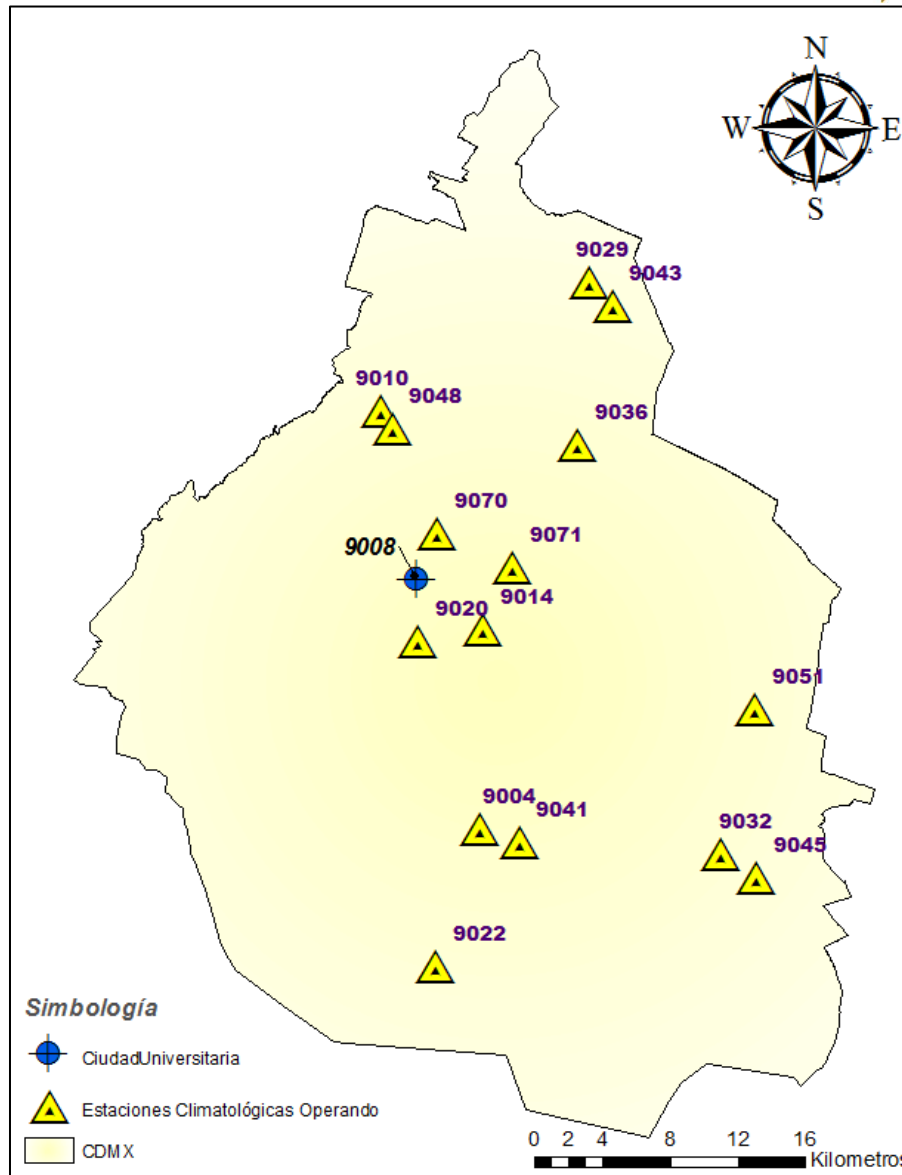 N
W E
S
9029
9043
9010
9048
9036
9070
9071
9008
9014
9020
9051
9004
9041
9032
9045
9022
Simbología
CiudadUniversitaria
Estaciones Climatológicas Operando
CDMX
0 2 4 8 12 16
Kilometros